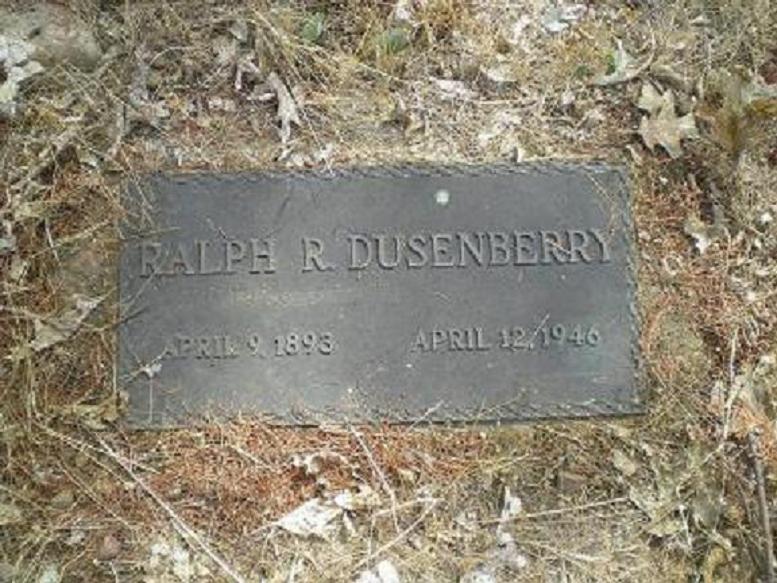 RALPH R. DUSENBERRY
APRIL 9, 1893 APRIL 12, 1946